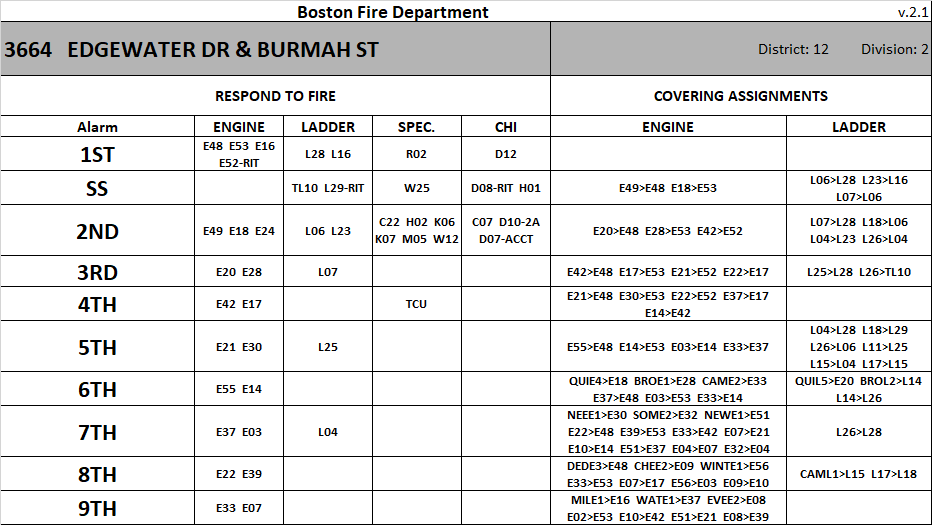 Boston Fire Department v.2.1
3664 EDGEWATER DR & BURMAH ST District: 12 Division: 2
RESPOND TO FIRE COVERING ASSIGNMENTS
Alarm ENGINE LADDER SPEC. CHI ENGINE LADDER
1ST E48 E53 E16 L28 L16 R02 D12
E52-RIT
SS TL10 L29-RIT W25 D08-RIT H01 E49>E48 E18>E53 L06>L28 L23>L16
L07>L06
2ND E49 E18 E24 L06 L23 C22 H02 K06 C07 D10-2A E20>E48 E28>E53 E42>E52 L07>L28 L18>L06
K07 M05 W12 D07-ACCT L04>L23 L26>L04
3RD E20 E28 L07 E42>E48 E17>E53 E21>E52 E22>E17 L25>L28 L26>TL10
4TH E42 E17 TCU E21>E48 E30>E53 E22>E52 E37>E17
E14>E42
5TH E21 E30 L25 E55>E48 E14>E53 E03>E14 E33>E37 L04>L28 L18>L29
L26>L06 L11>L25
L15>L04 L17>L15
6TH E55 E14 QUIE4>E18 BROE1>E28 CAME2>E33 QUIL5>E20 BROL2>L14
E37>E48 E03>E53 E33>E14 L14>L26
7TH E37 E03 L04 NEEE1>E30 SOME2>E32 NEWE1>E51 L26>L28
E22>E48 E39>E53 E33>E42 E07>E21
E10>E14 E51>E37 E04>E07 E32>E04
8TH E22 E39 DEDE3>E48 CHEE2>E09 WINTE1>E56 CAML1>L15 L17>L18
E33>E53 E07>E17 E56>E03 E09>E10
9TH E33 E07 MILE1>E16 WATE1>E37 EVEE2>E08
E02>E53 E10>E42 E51>E21 E08>E39